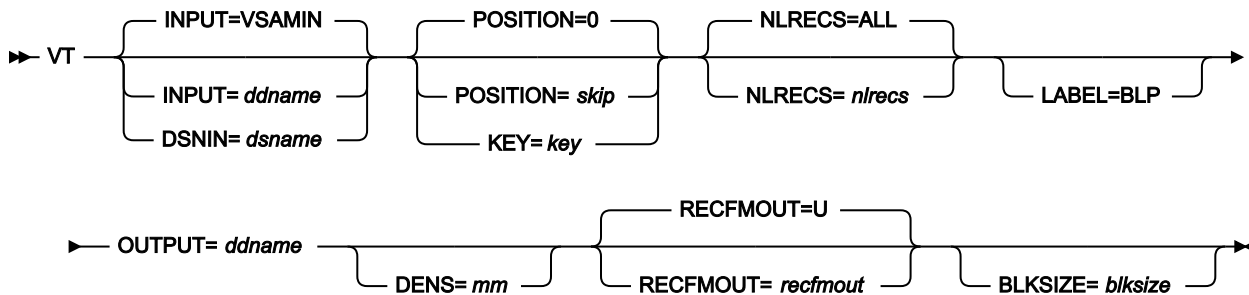 INPUT=VSAMIN POSITION=0 NLRECS=ALL
VT
INPUT= ddname POSITION= skip NLRECS= nlrecs LABEL=BLP
DSNIN= dsname KEY= key
RECFMOUT=U
OUTPUT= ddname
DENS= mm RECFMOUT= recfmout BLKSIZE= blksize